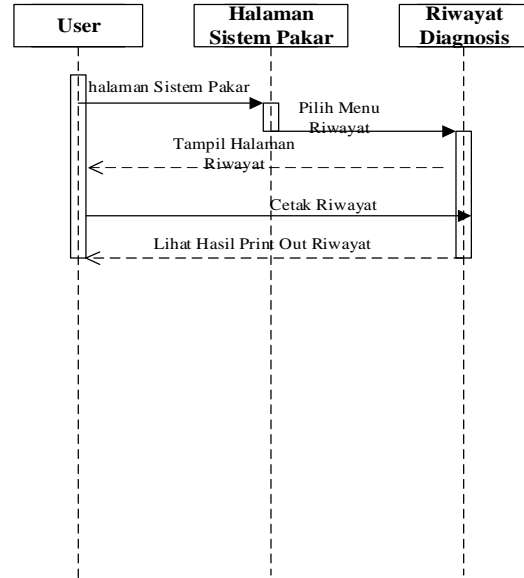 User
Halaman
Sistem Pakar
Riwayat
Diagnosis
halaman Sistem Pakar
Pilih Menu
Riwayat
Tampil Halaman
Riwayat
Cetak Riwayat
Lihat Hasil Print Out Riwayat